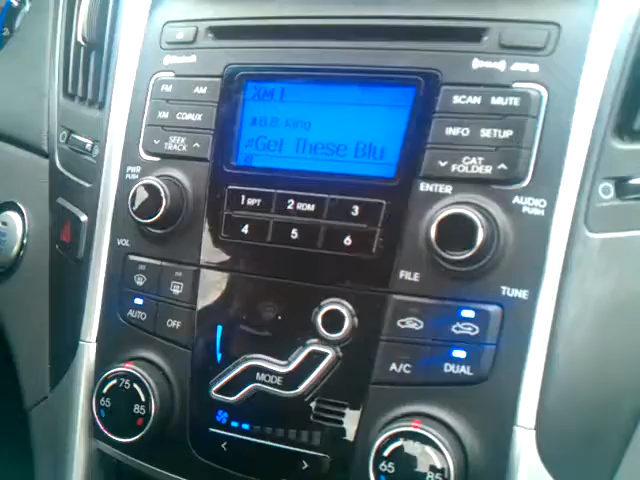 FM AM
XM CD/AUX
SEEK
TRACK
XM1
B.B. King
Get These Blu
SCAN MUTE
INFO SETUP
CAT
FOLDER
PWR
PUSH
VOL
1 RPT
2 RDM
3
4
5
6
ENTER
AUDIO
PUSH
FILE
TUNE
AUTO
OFF
MODE
A/C
DUAL
65 75 85
65 85